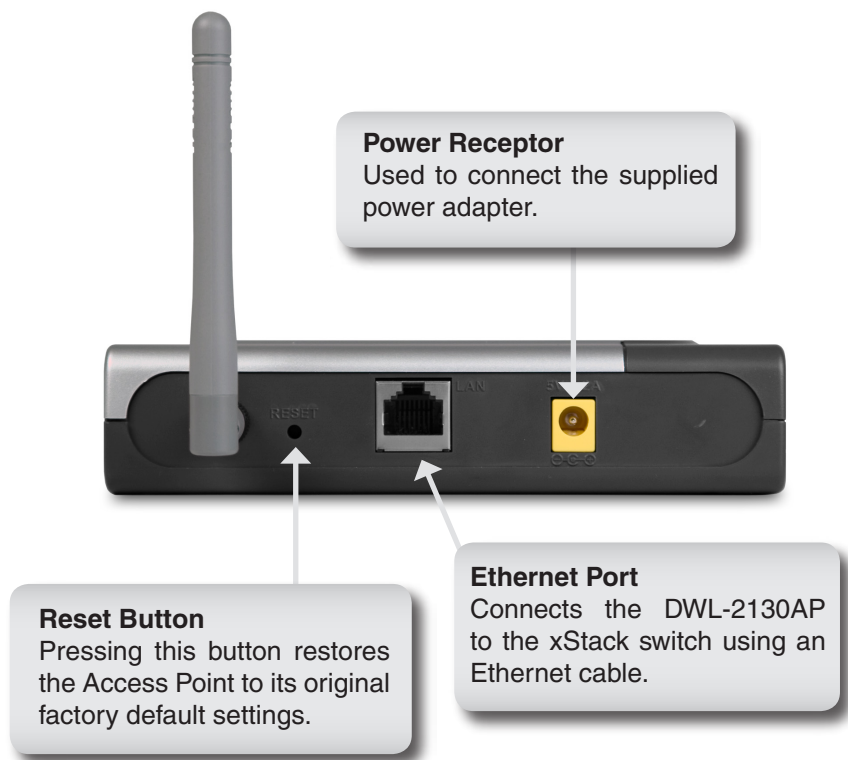 Power Receptor
Used to connect the supplied
power adapter.
LAN
RESET
Reset Button
Pressing this button restores
the Access Point to its original
factory default settings.
Ethernet Port
Connects the DWL-2130AP
to the xStack switch using an
Ethernet cable.